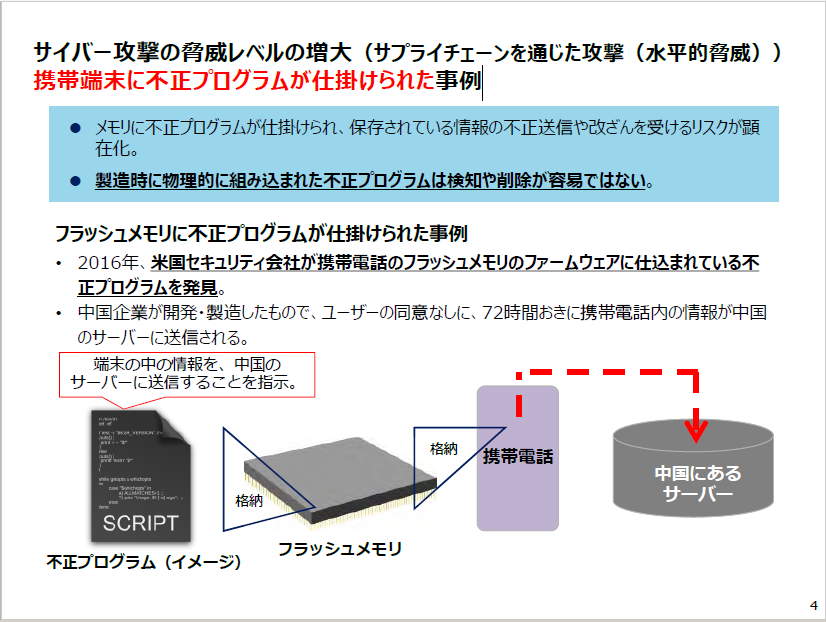 サイバー攻撃の脅威レベルの増大（サプライチェーンを通じた攻撃（水平的脅威））
携帯端末に不正プログラムが仕掛けられた事例
● メモリに不正プログラムが仕掛けられ、保存されている情報の不正送信や改ざんを受けるリスクが顕
在化。
● 製造時に物理的に組み込まれた不正プログラムは検知や削除が容易ではない。
フラッシュメモリに不正プログラムが仕掛けられた事例
• 2016年、米国セキュリティ会社が携帯電話のフラッシュメモリのファームウェアに仕込まれている不
正プログラムを発見。
• 中国企業が開発・製造したもので、ユーザーの同意なしに、72時間おきに携帯電話内の情報が中国
のサーバーに送信される。
端末の中の情報を、中国の
サーバーに送信することを指示。
SCRIPT
不正プログラム（イメージ）
格納
フラッシュメモリ
格納
携帯電話
中国にある
サーバー
4